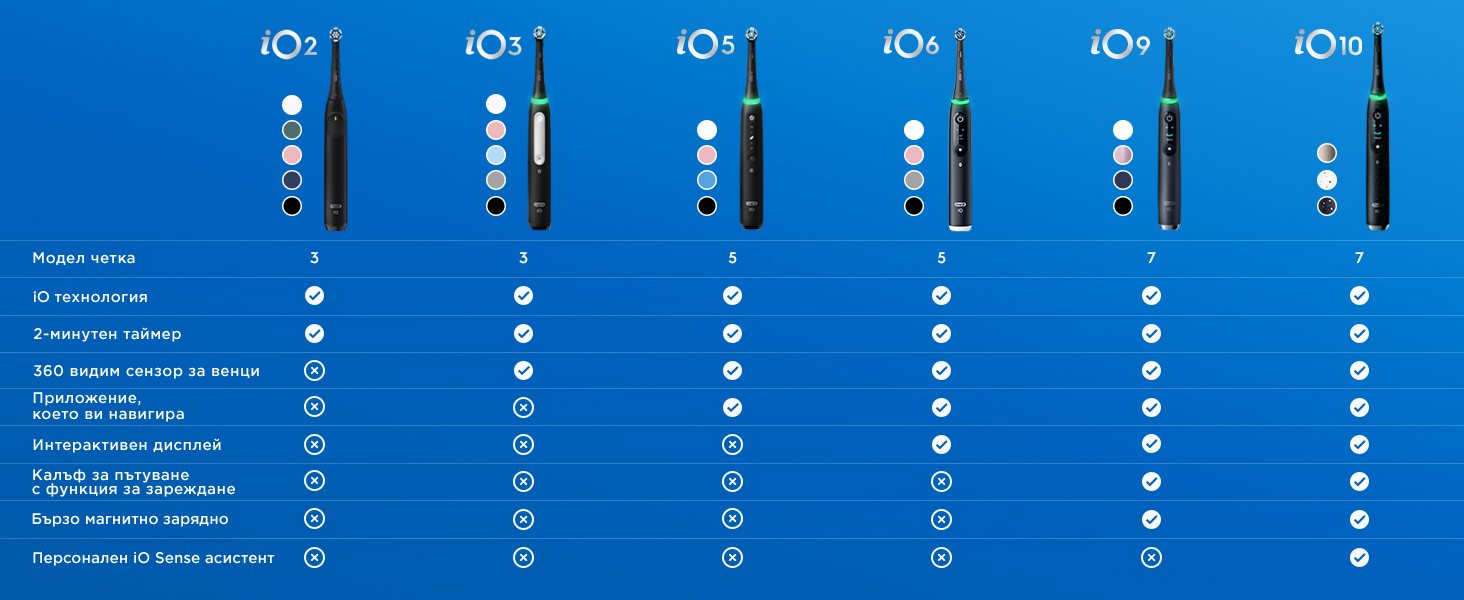 iO2 iO3 iO5 iO6 iO9 iO10
Модел четка 3 3 5 5 7 7
iO технология
2-минутен таймер
360 видим сензор за венци
Приложение,
което ви навигира
Интерактивен дисплей
Калъф за пътуване
с функция за зареждане
Бързо магнитно зарядно
Персонален iO Sense асистент